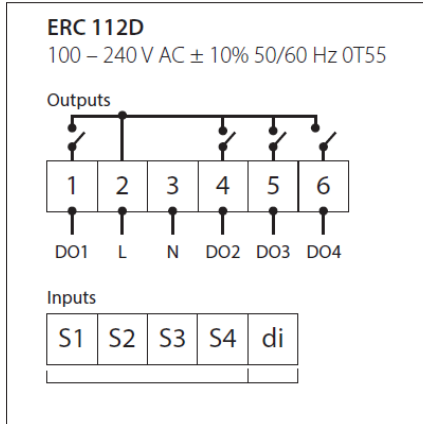 ERC 112D
100 – 240 V AC ± 10% 50/60 Hz 0T55
Outputs
1 2 3 4 5 6
DO1 L N DO2 DO3 DO4
Inputs
S1 S2 S3 S4 di